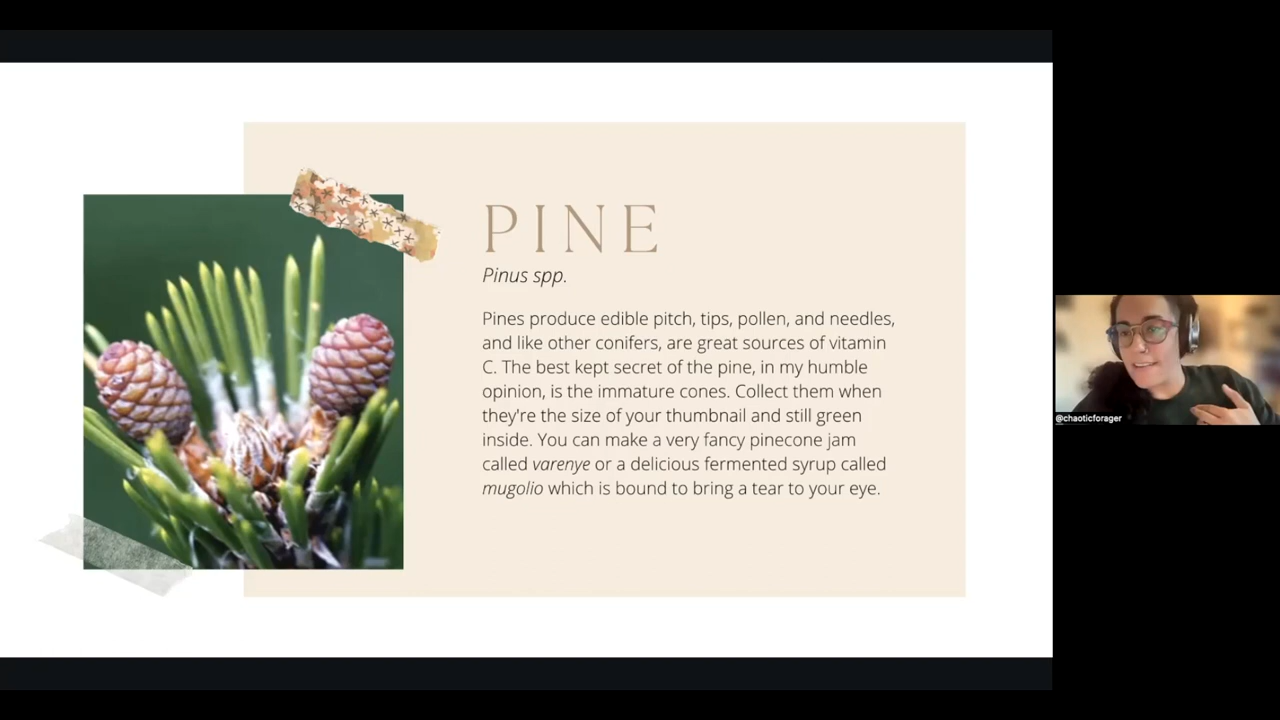 PINE
Pinus spp.
Pines produce edible pitch, tips, pollen, and needles,
and like other conifers, are great sources of vitamin
C. The best kept secret of the pine, in my humble
opinion, is the immature cones. Collect them when
they're the size of your thumbnail and still green
inside. You can make a very fancy pinecone jam
called varenye or a delicious fermented syrup called
mugolio which is bound to bring a tear to your eye.
@chaoticforager